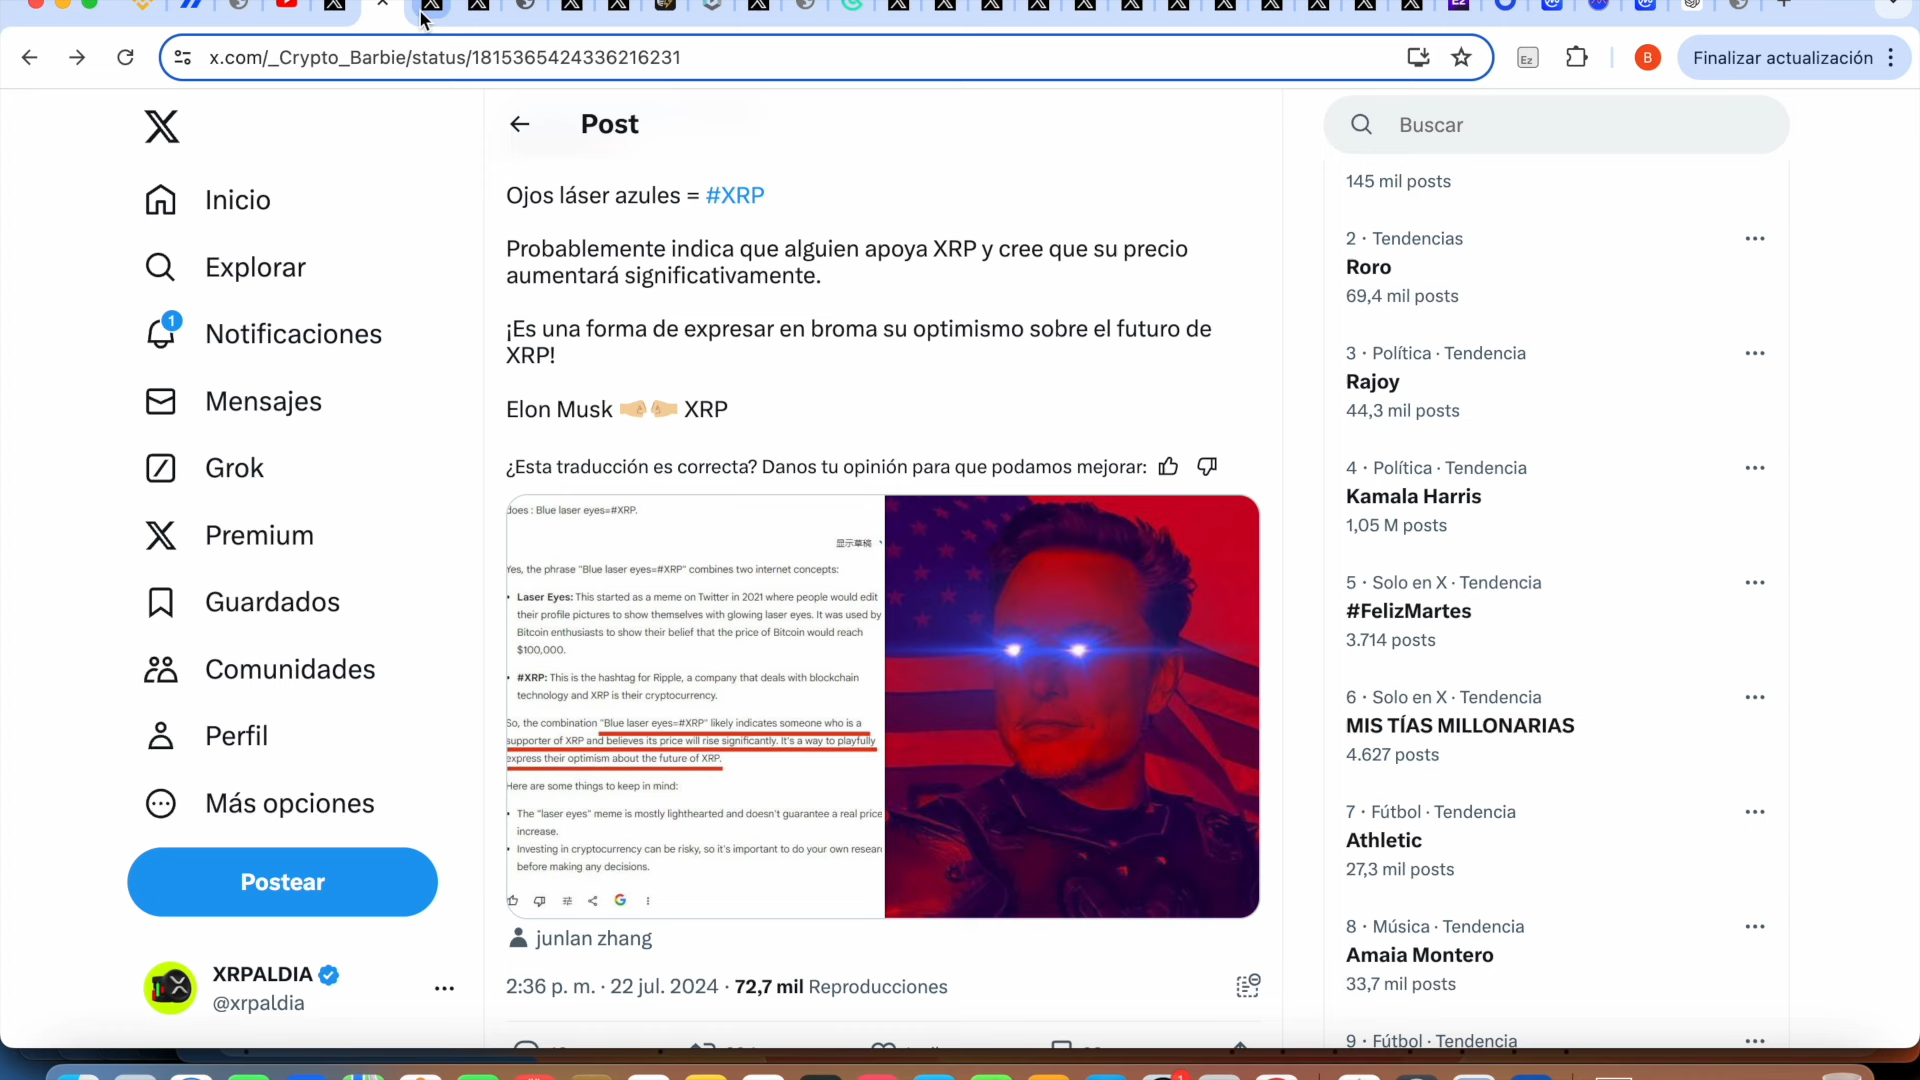 x.com/_Crypto_Barbie/status/1815365424336216231
Ez
B
Finalizar actualización
Inicio
Explorar
1
Notificaciones
Mensajes
Grok
Premium
Guardados
Comunidades
Perfil
Más opciones
Postear
XRPALDIA
@xrpaldia
Post
Ojos láser azules = #XRP
Probablemente indica que alguien apoya XRP y cree que su precio
aumentará significativamente.
¡Es una forma de expresar en broma su optimismo sobre el futuro de
XRP!
Elon Musk 🤜🏼🤛🏼 XRP
¿Esta traducción es correcta? Danos tu opinión para que podamos mejorar:
does : Blue laser eyes=#XRP.
显示草稿
Yes, the phrase "Blue laser eyes=#XRP" combines two internet concepts:
• Laser Eyes: This started as a meme on Twitter in 2021 where people would edit
their profile pictures to show themselves with glowing laser eyes. It was used by
Bitcoin enthusiasts to show their belief that the price of Bitcoin would reach
$100,000.
• #XRP: This is the hashtag for Ripple, a company that deals with blockchain
technology and XRP is their cryptocurrency.
So, the combination "Blue laser eyes=#XRP" likely indicates someone who is a
supporter of XRP and believes its price will rise significantly. It's a way to playfully
express their optimism about the future of XRP.
Here are some things to keep in mind:
• The "laser eyes" meme is mostly lighthearted and doesn't guarantee a real price
increase.
• Investing in cryptocurrency can be risky, so it's important to do your own resear
before making any decisions.
junlan zhang
2:36 p. m. · 22 jul. 2024 · 72,7 mil Reproducciones
Buscar
145 mil posts
2 · Tendencias
Roro
69,4 mil posts
3 · Política · Tendencia
Rajoy
44,3 mil posts
4 · Política · Tendencia
Kamala Harris
1,05 M posts
5 · Solo en X · Tendencia
#FelizMartes
3.714 posts
6 · Solo en X · Tendencia
MIS TÍAS MILLONARIAS
4.627 posts
7 · Fútbol · Tendencia
Athletic
27,3 mil posts
8 · Música · Tendencia
Amaia Montero
33,7 mil posts
9 · Fútbol · Tendencia